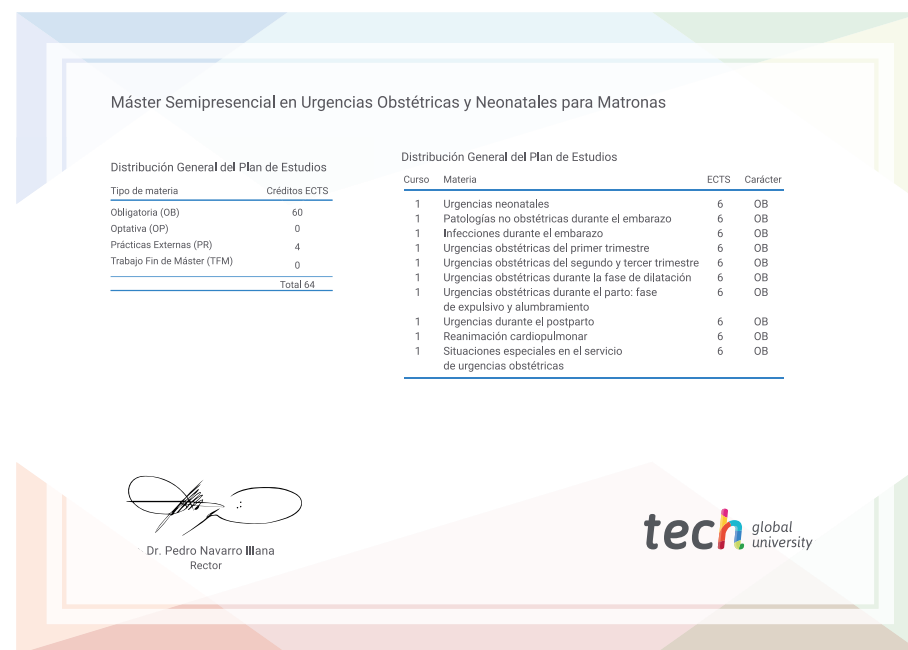 Máster Semipresencial en Urgencias Obstétricas y Neonatales para Matronas
Distribución General del Plan de Estudios
Tipo de materia Créditos ECTS
Obligatoria (OB) 60
Optativa (OP) 0
Prácticas Externas (PR) 4
Trabajo Fin de Máster (TFM) 0
Total 64
Distribución General del Plan de Estudios
Curso Materia ECTS Carácter
1 Urgencias neonatales 6 OB
1 Patologías no obstétricas durante el embarazo 6 OB
1 Infecciones durante el embarazo 6 OB
1 Urgencias obstétricas del primer trimestre 6 OB
1 Urgencias obstétricas del segundo y tercer trimestre 6 OB
1 Urgencias obstétricas durante la fase de dilatación 6 OB
1 Urgencias obstétricas durante el parto: fase 6 OB
de expulsivo y alumbramiento
1 Urgencias durante el postparto 6 OB
1 Reanimación cardiopulmonar 6 OB
1 Situaciones especiales en el servicio 6 OB
de urgencias obstétricas
Dr. Pedro Navarro Illana
Rector
tech global
university